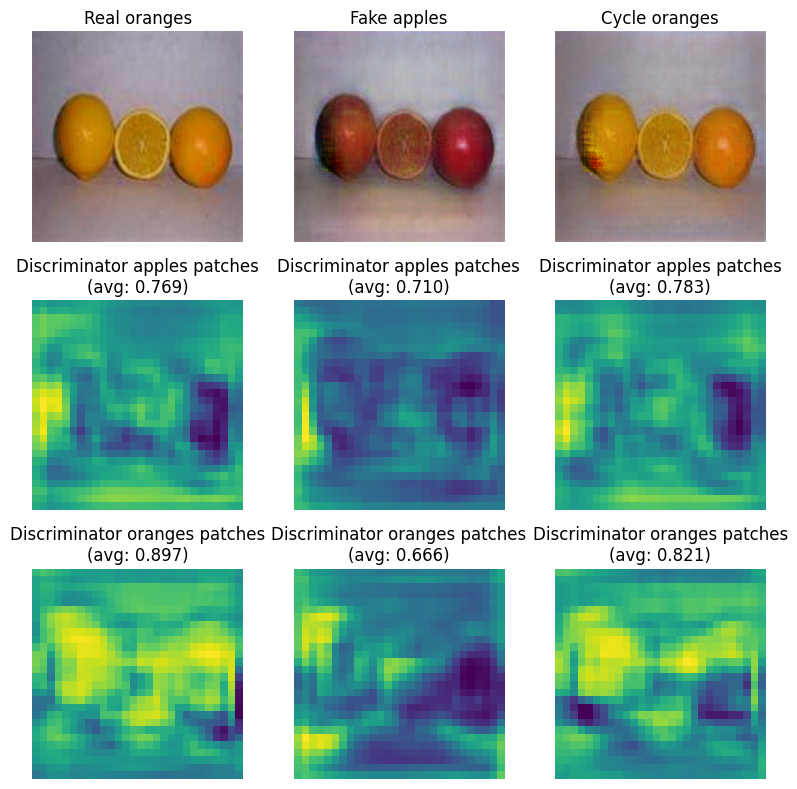 Real oranges
Fake apples
Cycle oranges
Discriminator apples patches
(avg: 0.769)
Discriminator apples patches
(avg: 0.710)
Discriminator apples patches
(avg: 0.783)
Discriminator oranges patches
(avg: 0.897)
Discriminator oranges patches
(avg: 0.666)
Discriminator oranges patches
(avg: 0.821)